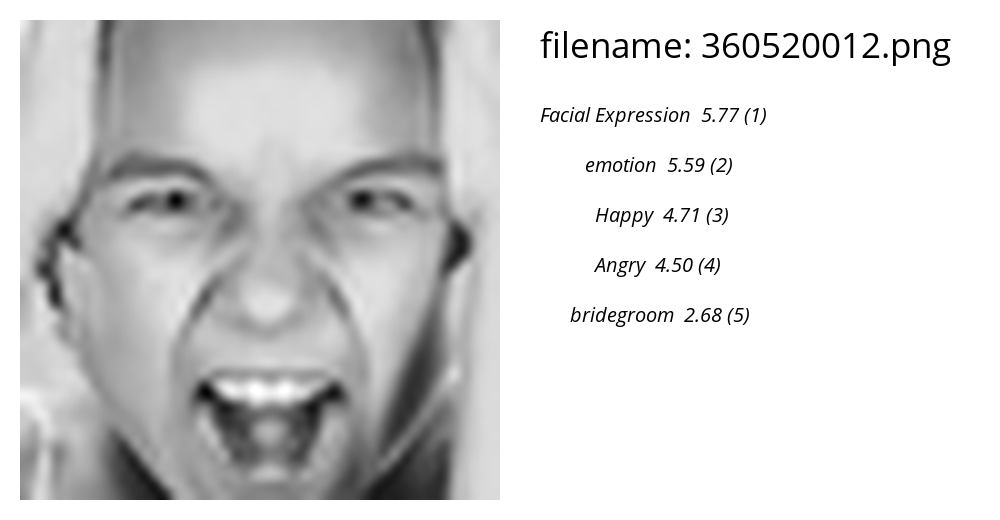 filename: 360520012.png
Facial Expression 5.77 (1)
emotion 5.59 (2)
Happy 4.71 (3)
Angry 4.50 (4)
bridegroom 2.68 (5)